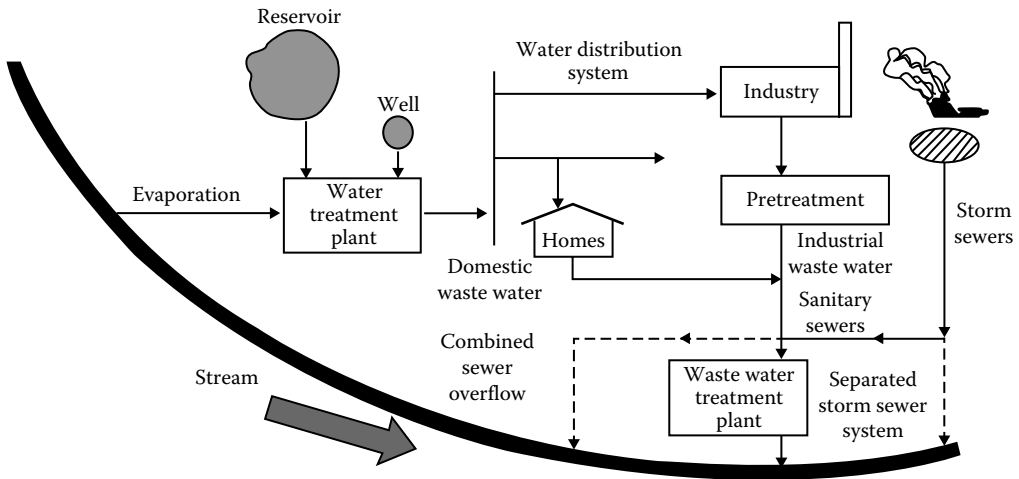 Reservoir
Well
Water distribution
system
Industry
Evaporation
Water
treatment
plant
Pretreatment
Homes
Storm
sewers
Domestic
waste water
Industrial
waste water
Sanitary
sewers
Combined
sewer
overflow
Stream
Waste water
treatment
plant
Separated
storm sewer
system